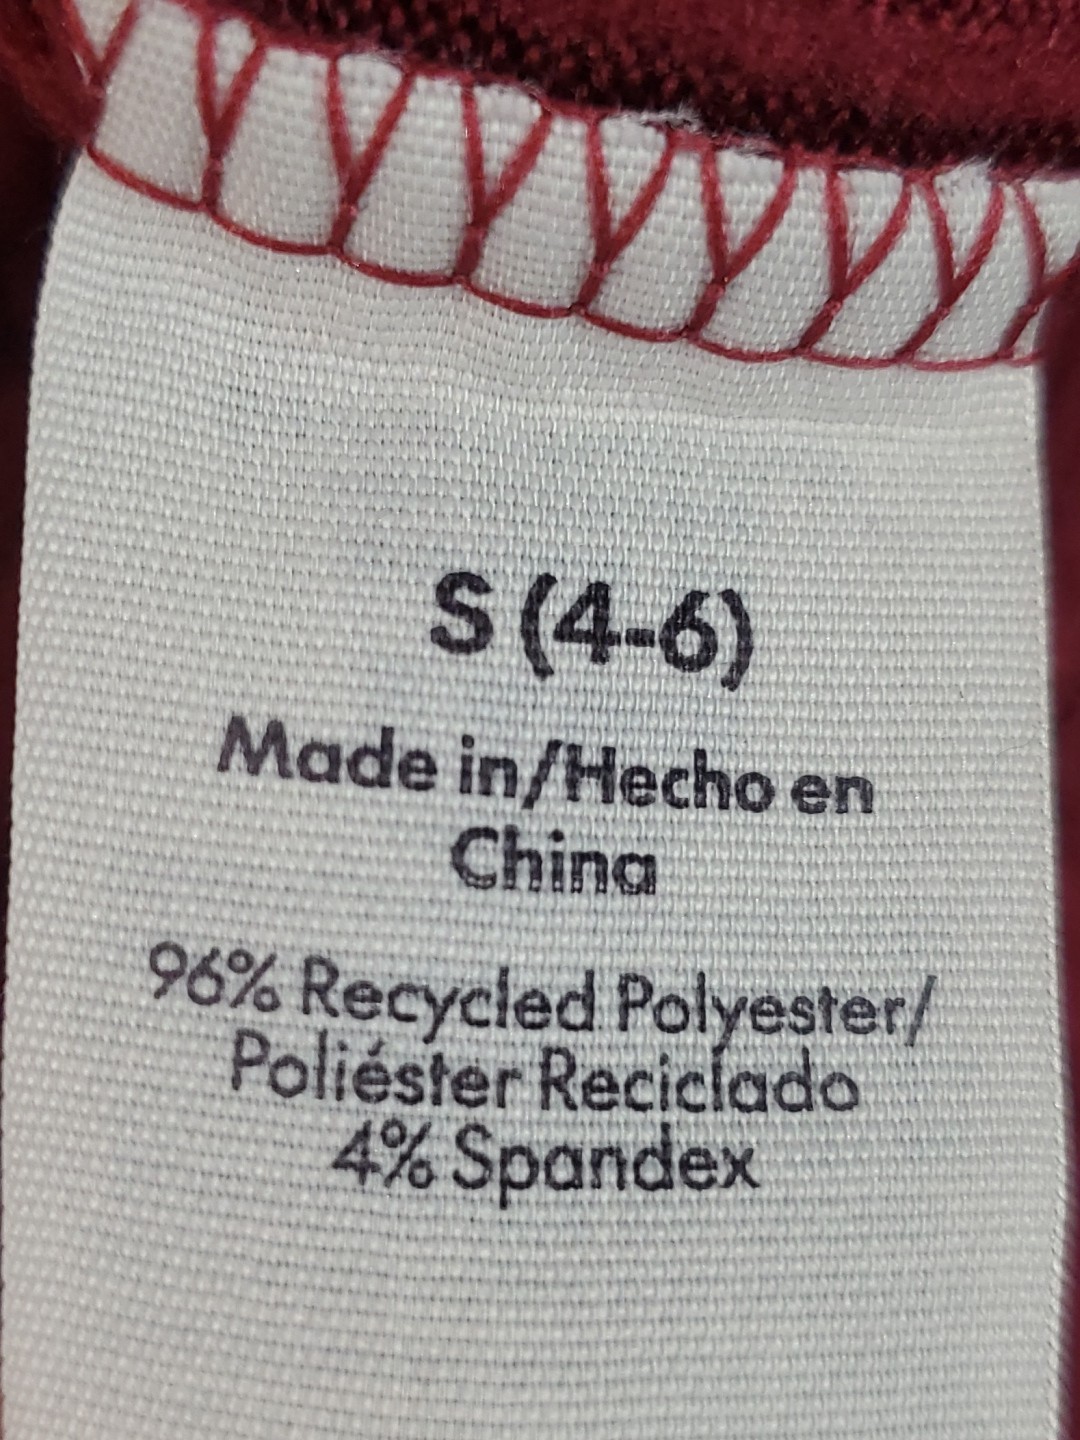 S (4-6)
Made in/Hecho en
China
96% Recycled Polyester/
Poliéster Reciclado
4% Spandex